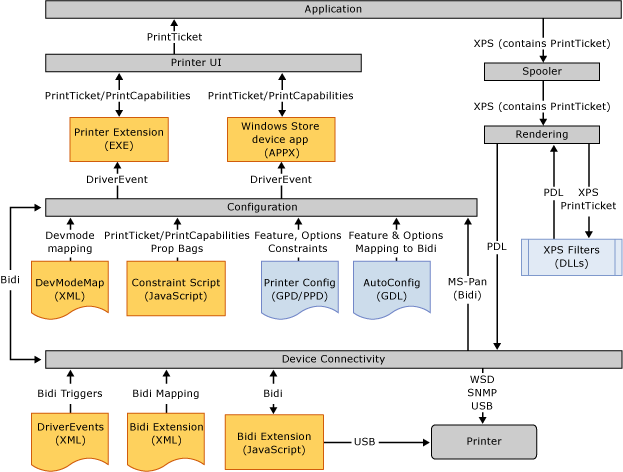 Application
PrintTicket
XPS (contains PrintTicket)
Printer UI
Spooler
PrintTicket/PrintCapabilities
PrintTicket/PrintCapabilities
XPS (contains PrintTicket)
Printer Extension
(EXE)
Windows Store
device app
(APPX)
Rendering
DriverEvent
DriverEvent
PDL
XPS
PrintTicket
Configuration
Devmode
mapping
PrintTicket/PrintCapabilities
Prop Bags
Feature, Options
Constraints
Feature & Options
Mapping to Bidi
PDL
XPS Filters
(DLLs)
Bidi
DevModeMap
(XML)
Constraint Script
(JavaScript)
Printer Config
(GPD/PPD)
AutoConfig
(GDL)
MS-Pan
(Bidi)
Device Connectivity
Bidi Triggers
Bidi Mapping
Bidi
WSD
SNMP
USB
DriverEvents
(XML)
Bidi Extension
(XML)
Bidi Extension
(JavaScript)
USB
Printer